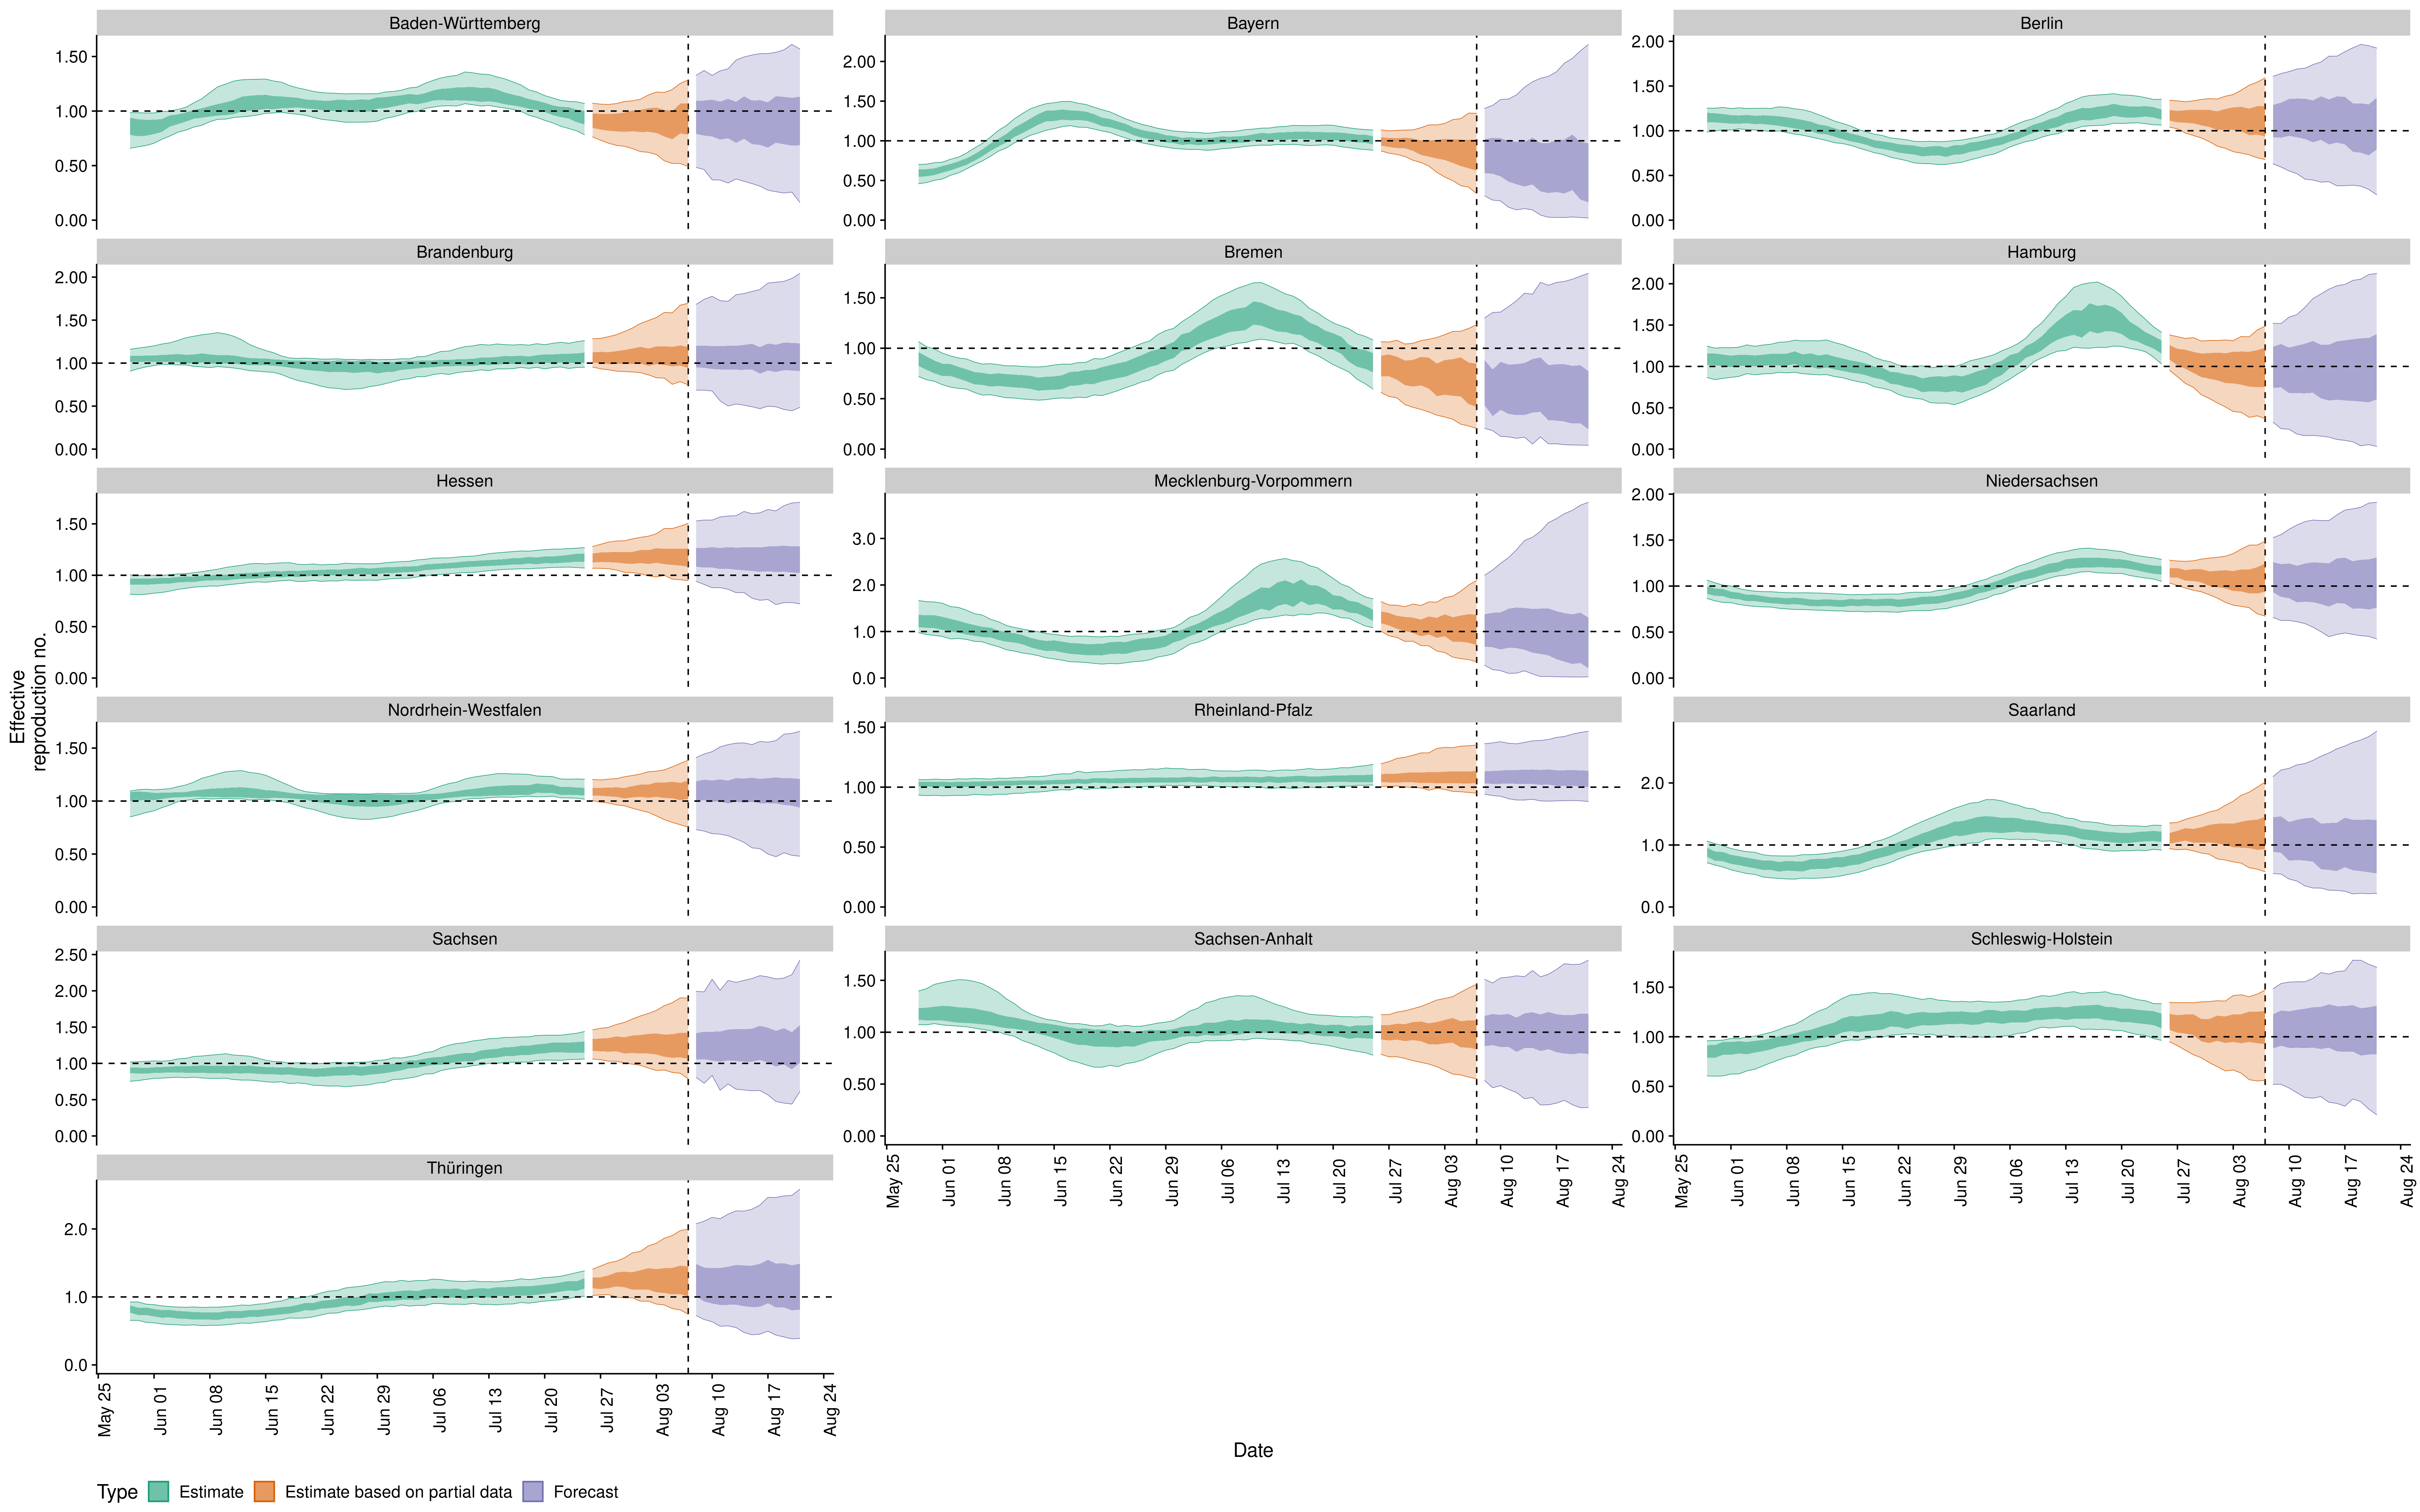 Baden-Württemberg
Bayern
Berlin
1.50
1.00
0.50
0.00
2.00
1.50
1.00
0.50
0.00
2.00
1.50
1.00
0.50
0.00
Brandenburg
Bremen
Hamburg
2.00
1.50
1.00
0.50
0.00
1.50
1.00
0.50
0.00
2.00
1.50
1.00
0.50
0.00
Hessen
Mecklenburg-Vorpommern
Niedersachsen
1.50
1.00
0.50
0.00
3.0
2.0
1.0
0.0
2.00
1.50
1.00
0.50
0.00
Effective
reproduction no.
Nordrhein-Westfalen
Rheinland-Pfalz
Saarland
1.50
1.00
0.50
0.00
1.50
1.00
0.50
0.00
2.0
1.0
0.0
Sachsen
Sachsen-Anhalt
Schleswig-Holstein
2.50
2.00
1.50
1.00
0.50
0.00
1.50
1.00
0.50
0.00
1.50
1.00
0.50
0.00
May 25
Jun 01
Jun 08
Jun 15
Jun 22
Jun 29
Jul 06
Jul 13
Jul 20
Jul 27
Aug 03
Aug 10
Aug 17
Aug 24
May 25
Jun 01
Jun 08
Jun 15
Jun 22
Jun 29
Jul 06
Jul 13
Jul 20
Jul 27
Aug 03
Aug 10
Aug 17
Aug 24
Thüringen
2.0
1.0
0.0
May 25
Jun 01
Jun 08
Jun 15
Jun 22
Jun 29
Jul 06
Jul 13
Jul 20
Jul 27
Aug 03
Aug 10
Aug 17
Aug 24
Date
Type Estimate Estimate based on partial data Forecast